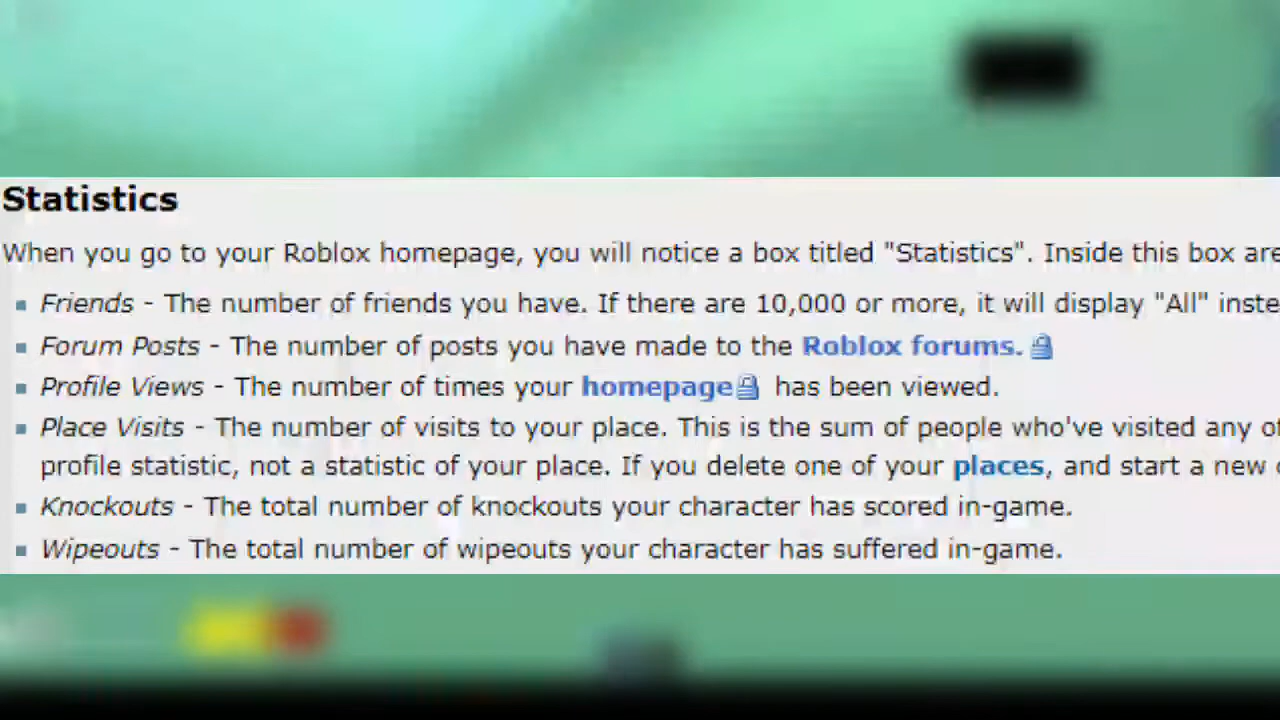 Statistics
When you go to your Roblox homepage, you will notice a box titled "Statistics". Inside this box are
Friends - The number of friends you have. If there are 10,000 or more, it will display "All" inste
Forum Posts - The number of posts you have made to the Roblox forums.
Profile Views - The number of times your homepage has been viewed.
Place Visits - The number of visits to your place. This is the sum of people who've visited any of
profile statistic, not a statistic of your place. If you delete one of your places, and start a new
Knockouts - The total number of knockouts your character has scored in-game.
Wipeouts - The total number of wipeouts your character has suffered in-game.